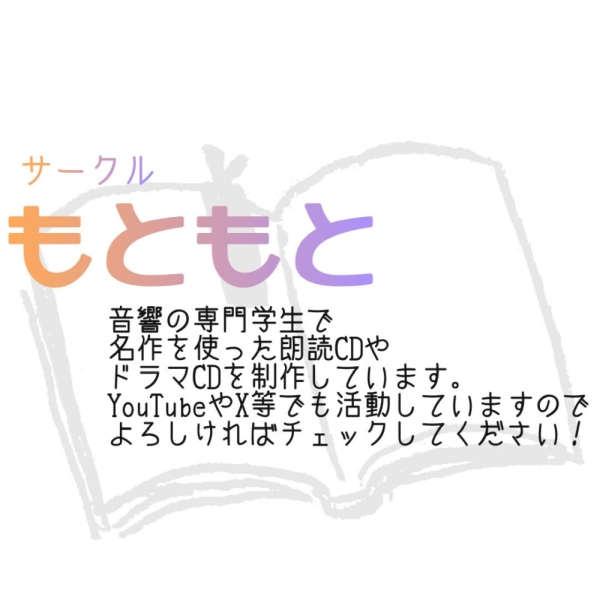 サークル
もともと
音響の専門学生で
名作を使った朗読CDや
ドラマCDを制作しています。
YouTubeやX等でも活動していますので
よろしければチェックしてください！